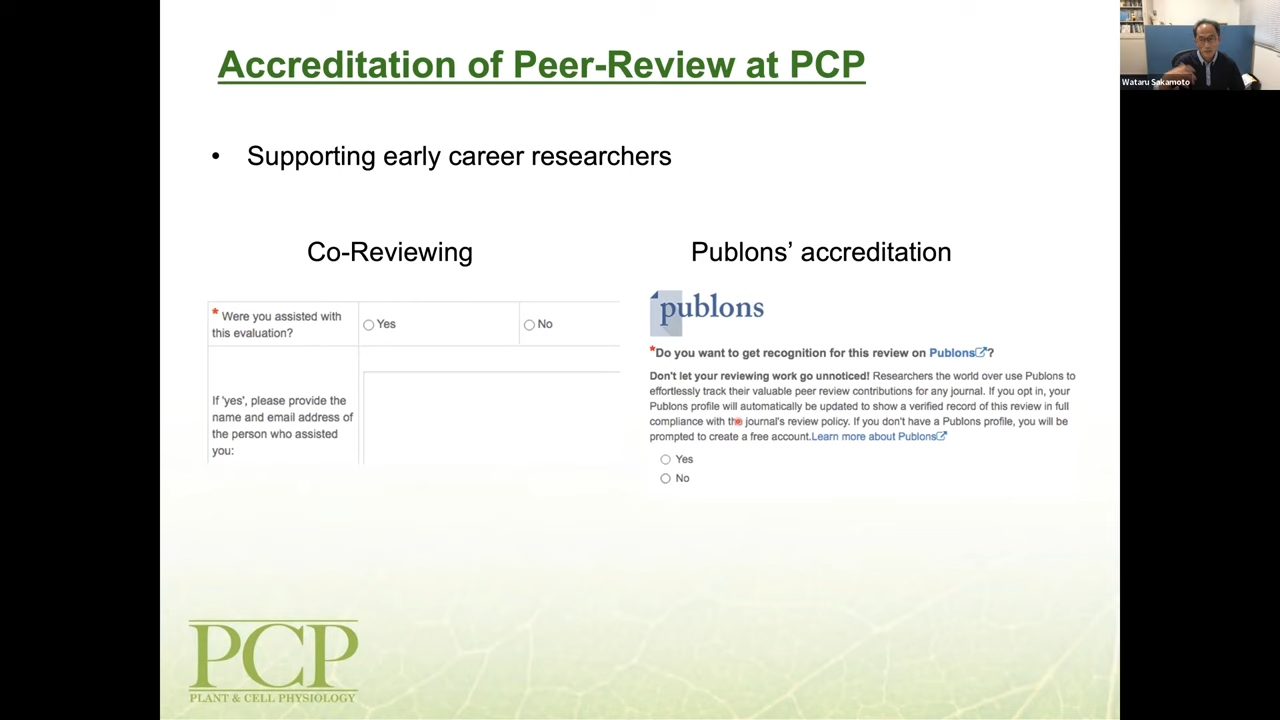 Accreditation of Peer-Review at PCP
Wataru Sakamoto
• Supporting early career researchers
Co-Reviewing
* Were you assisted with
this evaluation?
Yes
No
If 'yes', please provide the
name and email address of
the person who assisted
you:
Publons' accreditation
publons
*Do you want to get recognition for this review on Publons?
Don't let your reviewing work go unnoticed! Researchers the world over use Publons to
effortlessly track their valuable peer review contributions for any journal. If you opt in, your
Publons profile will automatically be updated to show a verified record of this review in full
compliance with the journal's review policy. If you don't have a Publons profile, you will be
prompted to create a free account.Learn more about Publons
Yes
No
PCP
PLANT & CELL PHYSIOLOGY